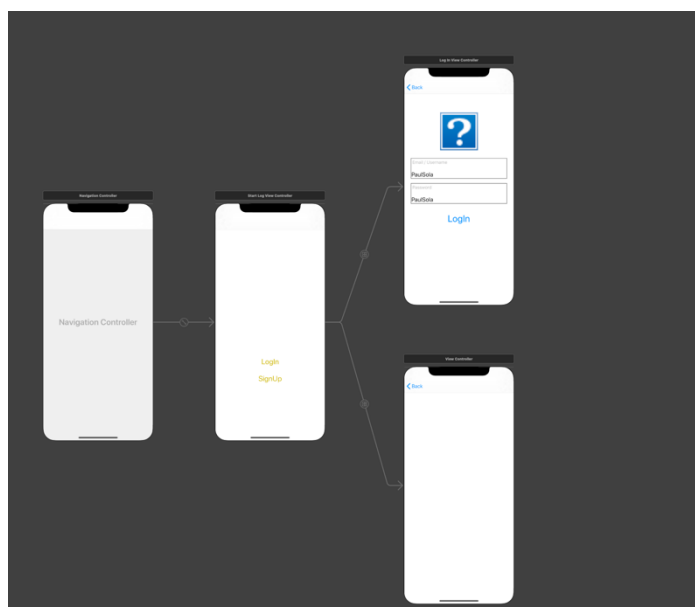 Navigation Controller
Navigation Controller
Start Log View Controller
LogIn
SignUp
Log In View Controller
Back
?
Email / Username
PaulSola
Password
PaulSola
LogIn
View Controller
Back